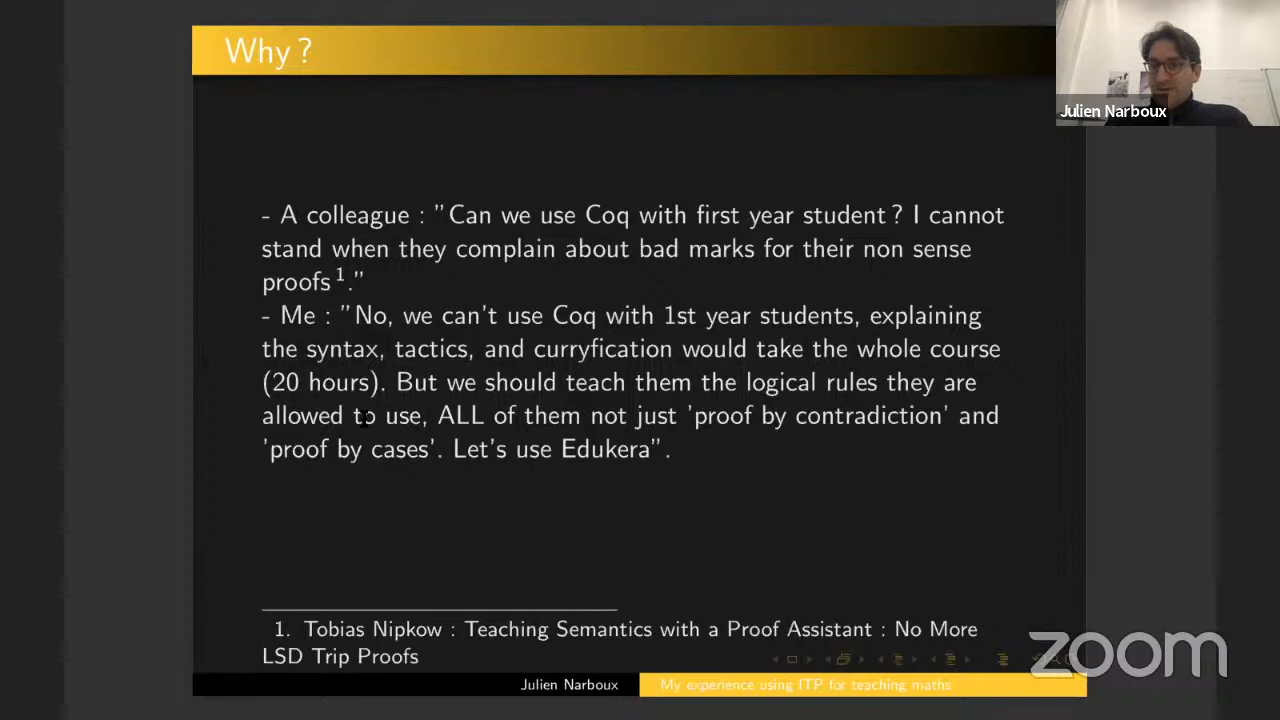 Why ?
Julien Narboux
- A colleague : "Can we use Coq with first year student ? I cannot
stand when they complain about bad marks for their non sense
proofs 1."
- Me : "No, we can't use Coq with 1st year students, explaining
the syntax, tactics, and curryfication would take the whole course
(20 hours). But we should teach them the logical rules they are
allowed to use, ALL of them not just 'proof by contradiction' and
'proof by cases'. Let's use Edukera".
1. Tobias Nipkow : Teaching Semantics with a Proof Assistant : No More
LSD Trip Proofs
zoom
Julien Narboux
My experience using ITP for teaching maths